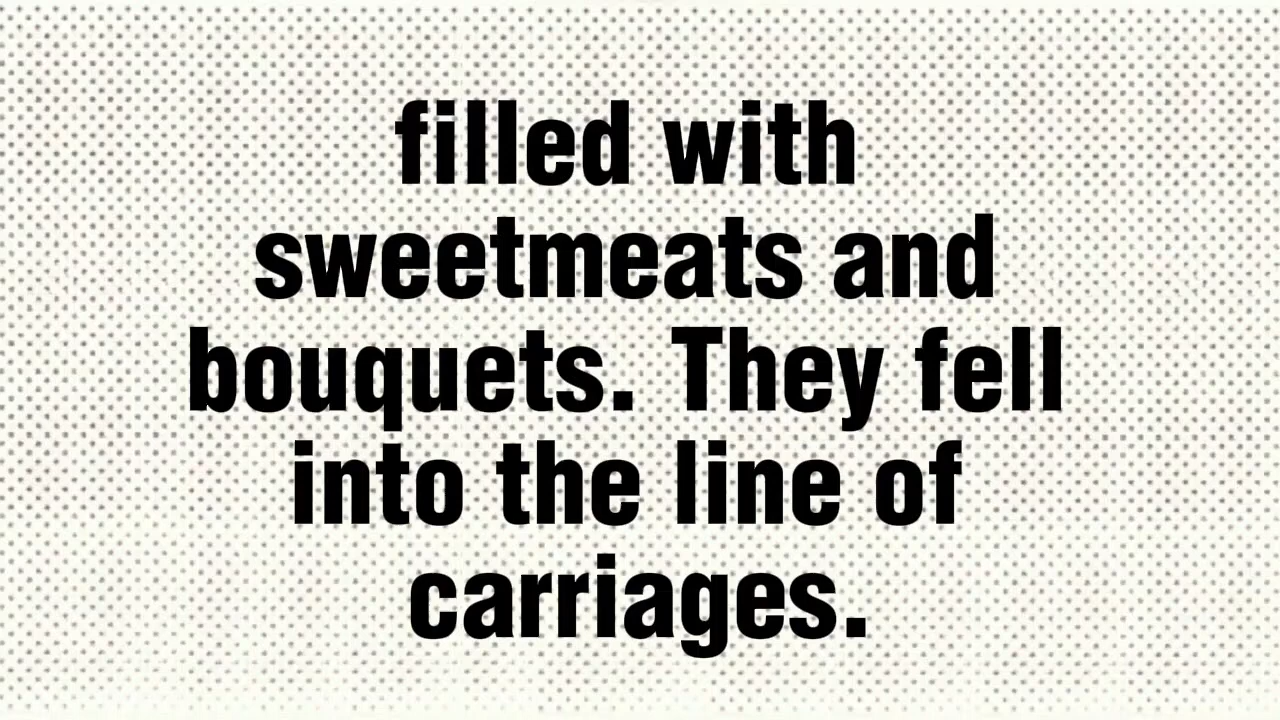 filled with
sweetmeats and
bouquets. They fell
into the line of
carriages.